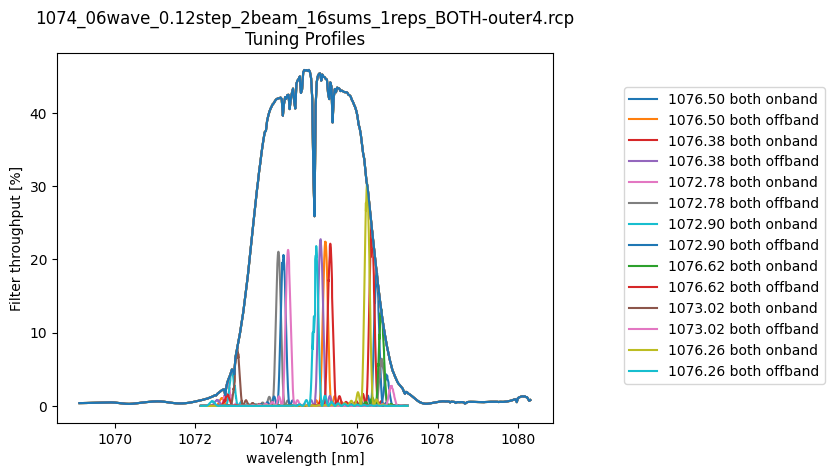 1074_06wave_0.12step_2beam_16sums_1reps_BOTH-outer4.rcp
Tuning Profiles
Filter throughput [%]
40
30
20
10
0
1070
1072
1074
1076
1078
1080
wavelength [nm]
1076.50 both onband
1076.50 both offband
1076.38 both onband
1076.38 both offband
1072.78 both onband
1072.78 both offband
1072.90 both onband
1072.90 both offband
1076.62 both onband
1076.62 both offband
1073.02 both onband
1073.02 both offband
1076.26 both onband
1076.26 both offband